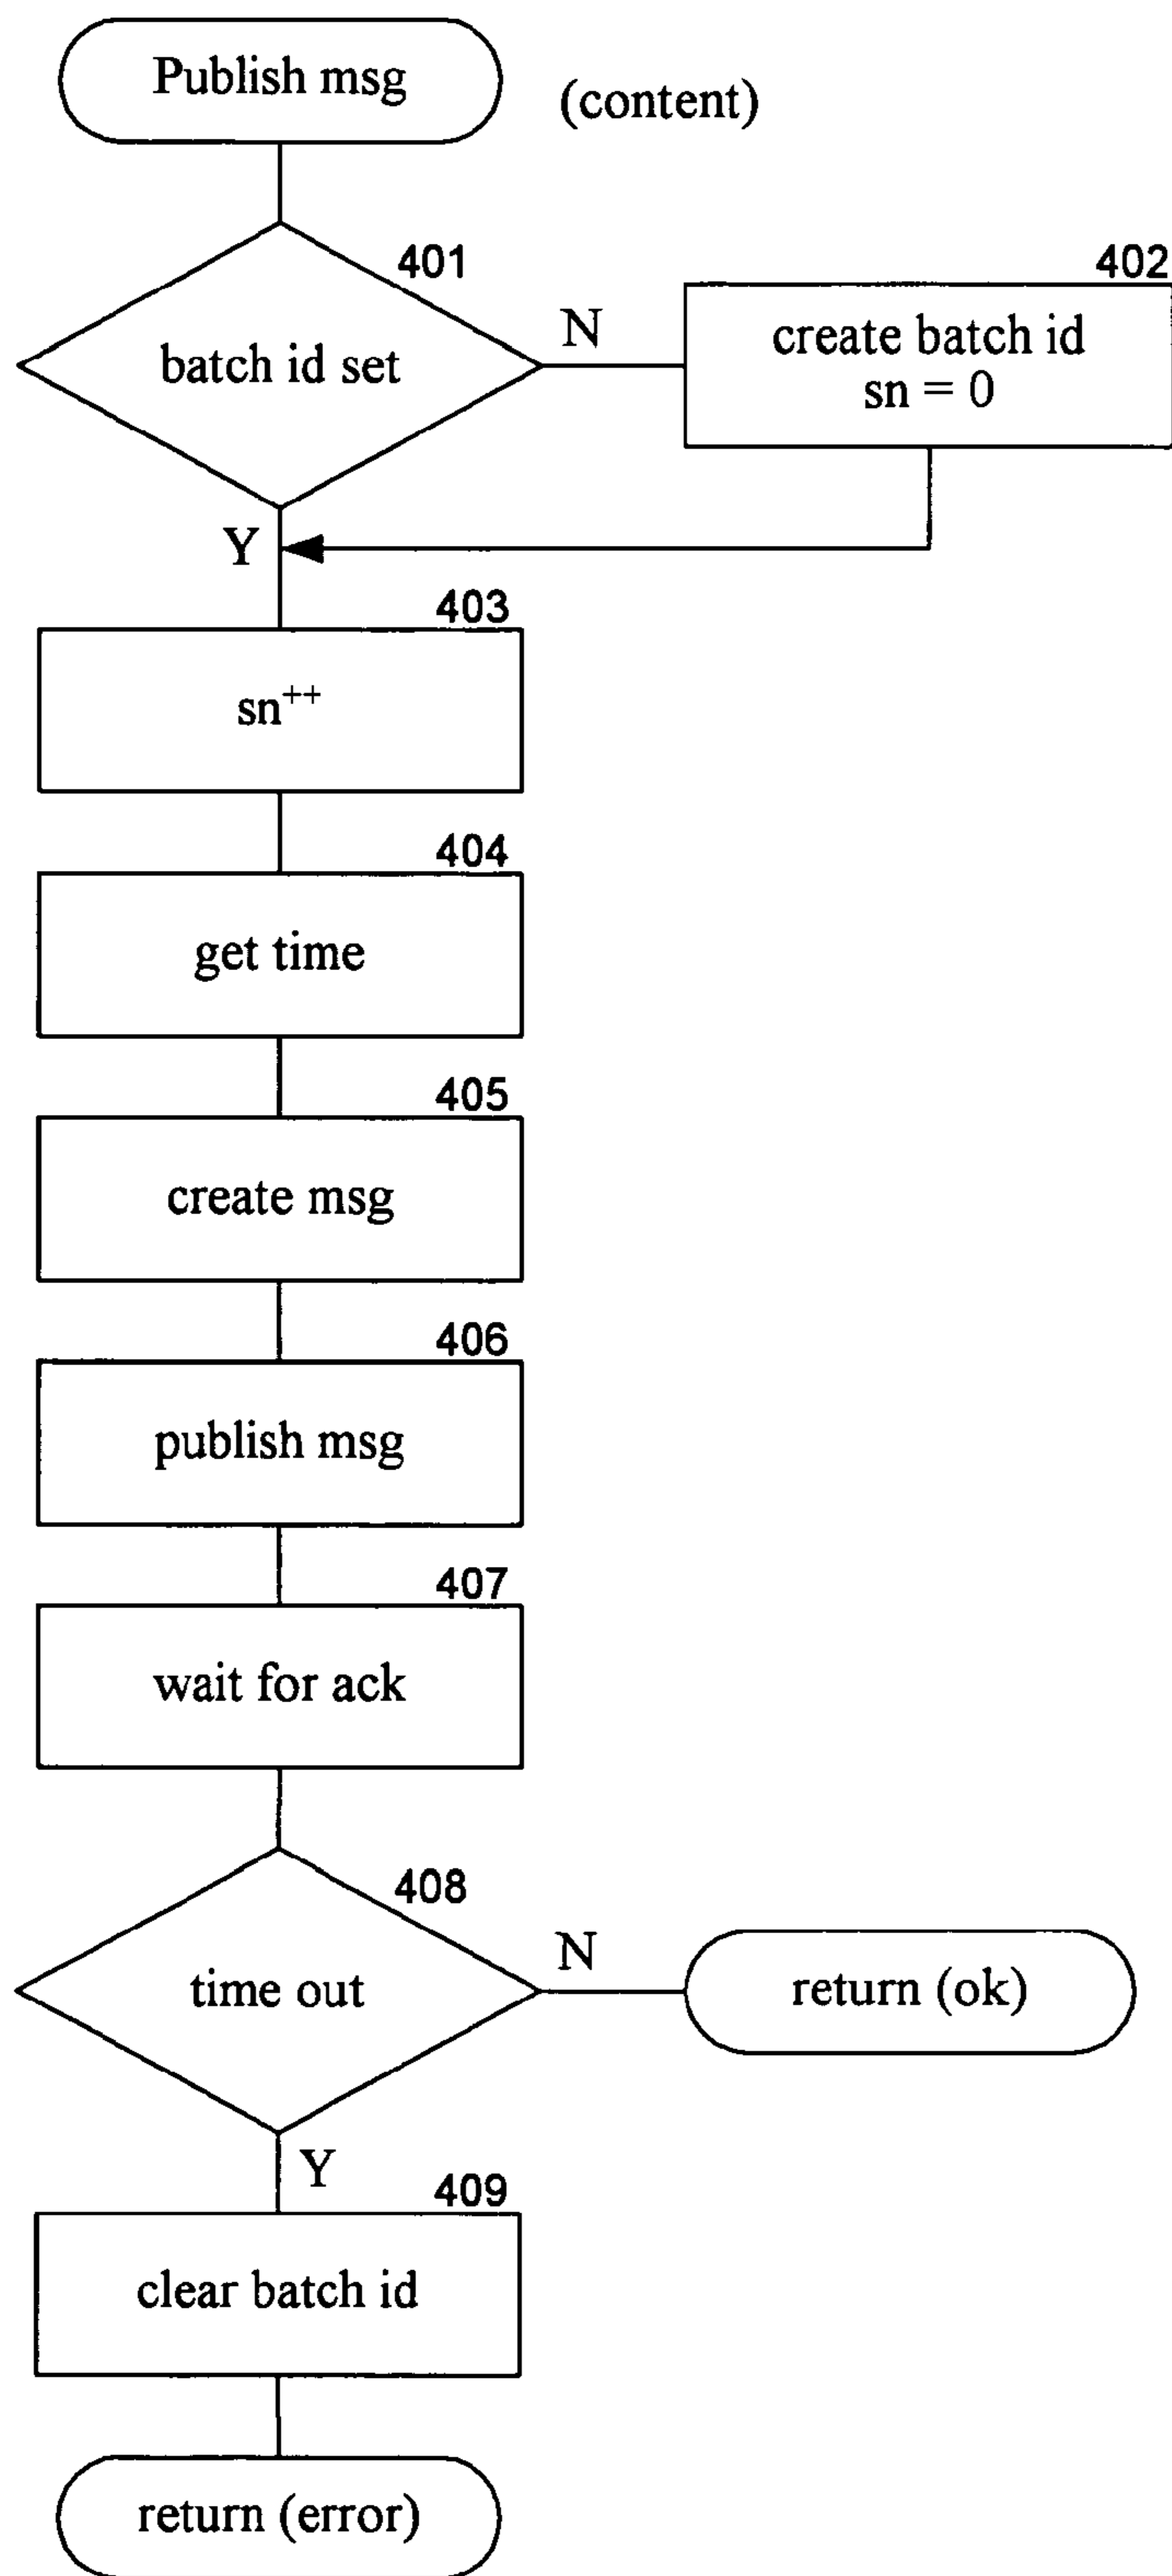 Publish msg
(content)
401
batch id set
N
402
create batch id
sn = 0
Y
403
sn++
404
get time
405
create msg
406
publish msg
407
wait for ack
408
time out
N
return (ok)
Y
409
clear batch id
return (error)